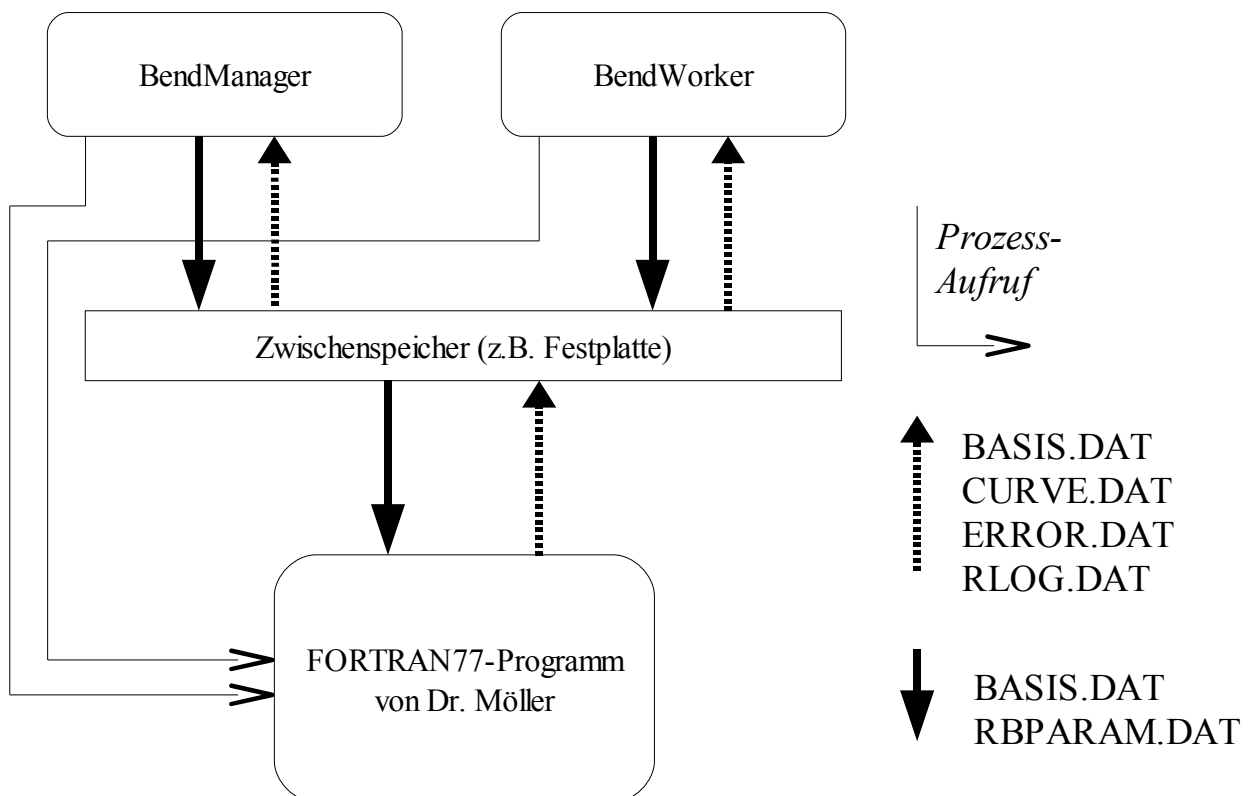 BendManager
BendWorker
Prozess-
Aufruf
Zwischenspeicher (z.B. Festplatte)
BASIS.DAT
CURVE.DAT
ERROR.DAT
RLOG.DAT
FORTRAN77-Programm
von Dr. Möller
BASIS.DAT
RBPARAM.DAT